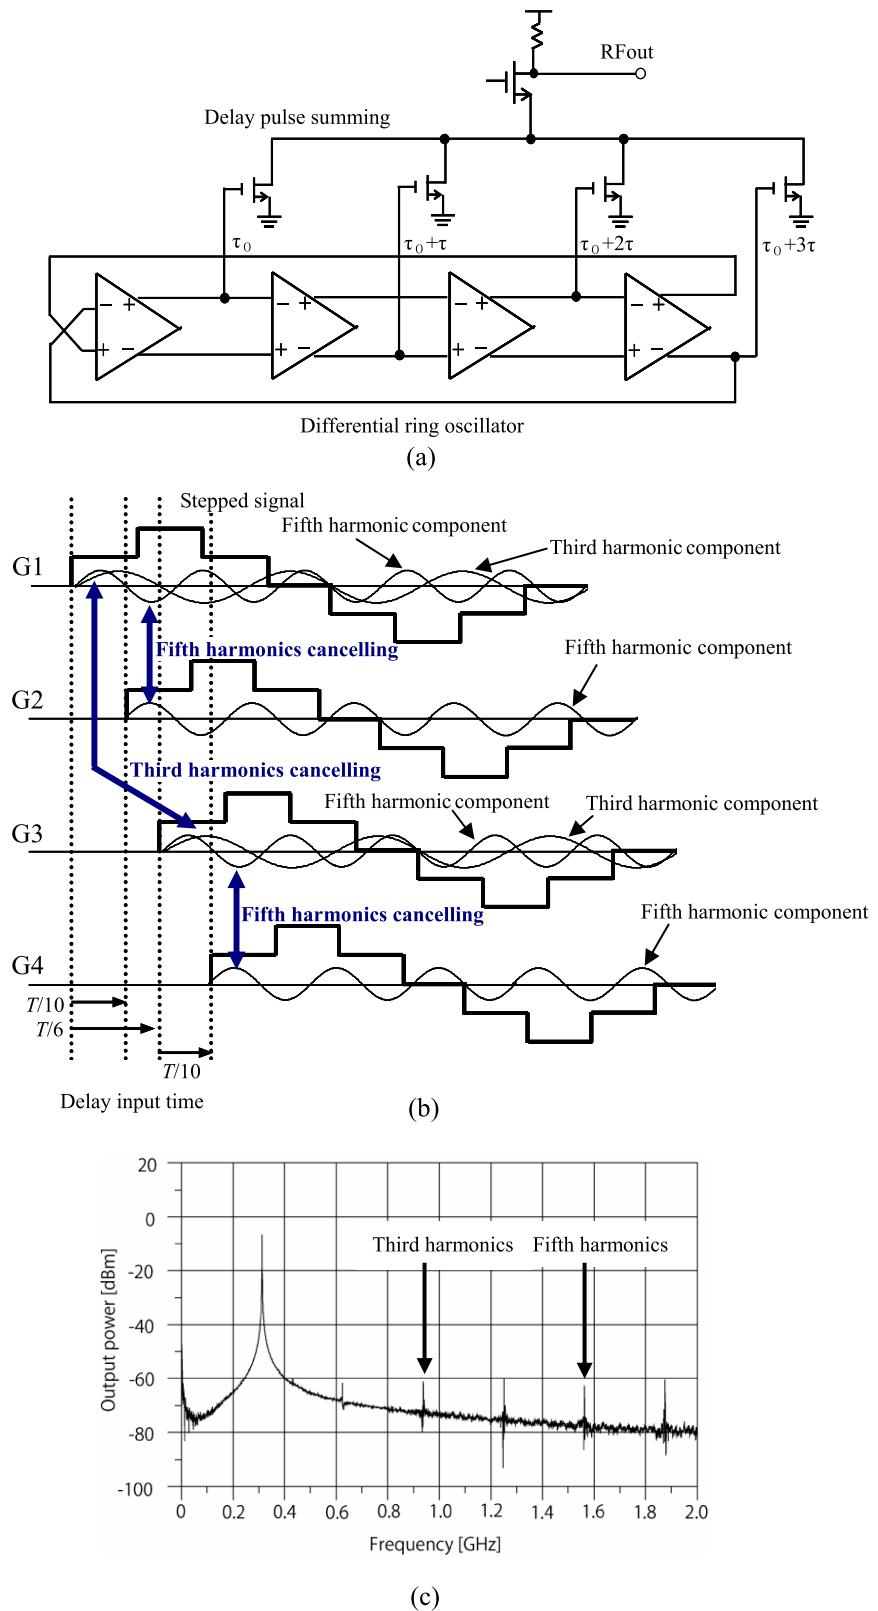 RFout
Delay pulse summing
τ0
τ0+τ
τ0+2τ
τ0+3τ
− +
+ −
− +
+ −
− +
+ −
− +
+ −
Differential ring oscillator
(a)
Stepped signal
Fifth harmonic component
Third harmonic component
G1
Fifth harmonics cancelling
Fifth harmonic component
G2
Third harmonics cancelling
Fifth harmonic component
Third harmonic component
G3
Fifth harmonics cancelling
Fifth harmonic component
G4
T/10
T/6
T/10
Delay input time
(b)
20
0
-20
-40
-60
-80
-100
Output power [dBm]
Third harmonics
Fifth harmonics
0 0.2 0.4 0.6 0.8 1.0 1.2 1.4 1.6 1.8 2.0
Frequency [GHz]
(c)